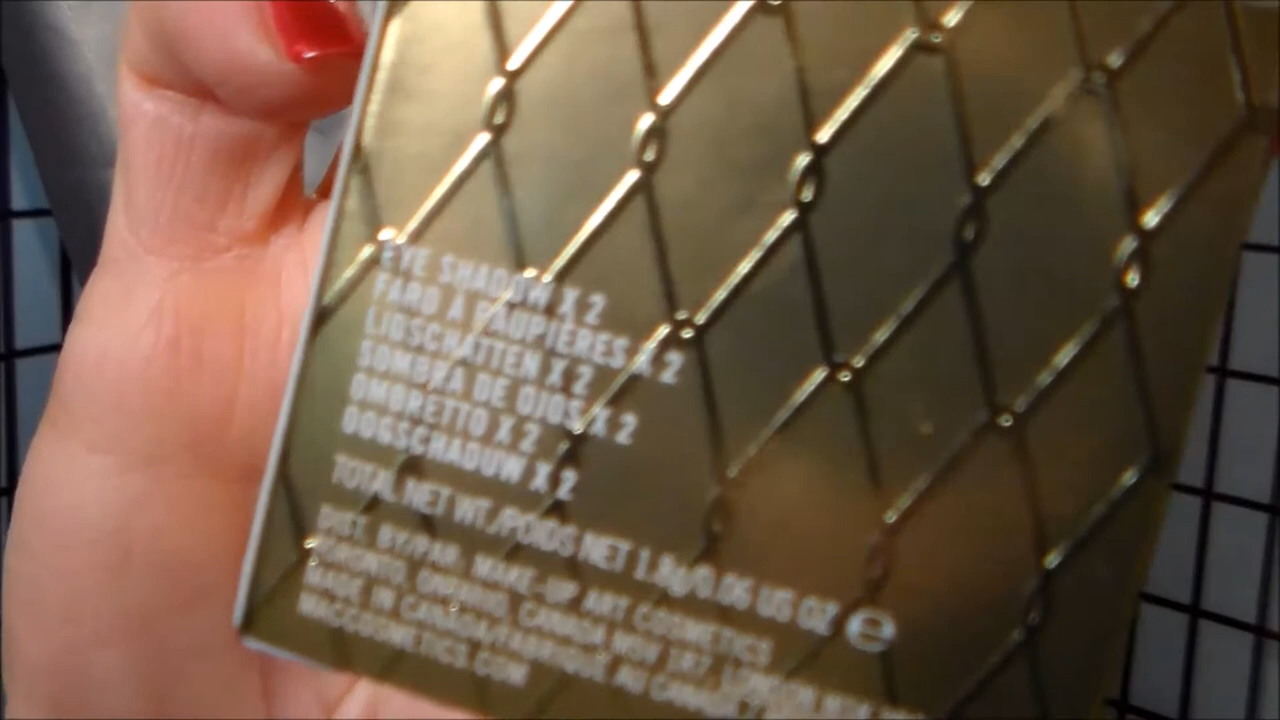 EYE SHADOW X 2
FARD À PAUPIÈRES X 2
LIDSCHATTEN X 2
SOMBRA DE OJOS X 2
OMBRETTO X 2
OOGSCHADUW X 2
TOTAL NET WT./POIDS NET 1.8g/0.06 US OZ e
DIST. BY/PAR. MAKE-UP ART COSMETICS
TORONTO, ONTARIO, CANADA LONDON
MADE IN CANADA/FABRIQUÉ AU CANADA
MACCOSMETICS.COM